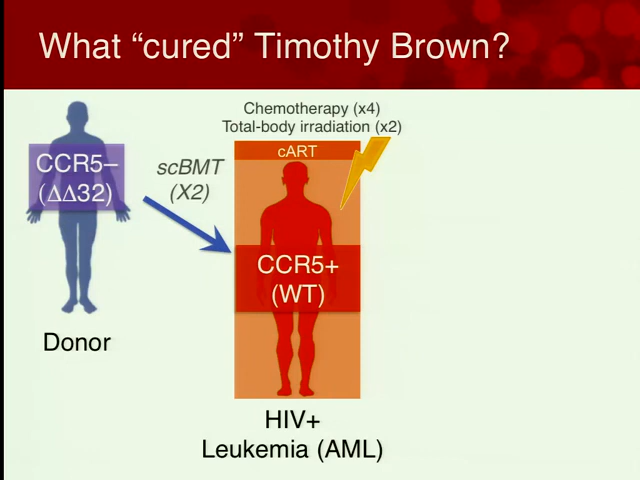 What “cured” Timothy Brown?
Chemotherapy (x4)
Total-body irradiation (x2)
cART
CCR5–
(ΔΔ32)
scBMT
(X2)
CCR5+
(WT)
Donor
HIV+
Leukemia (AML)